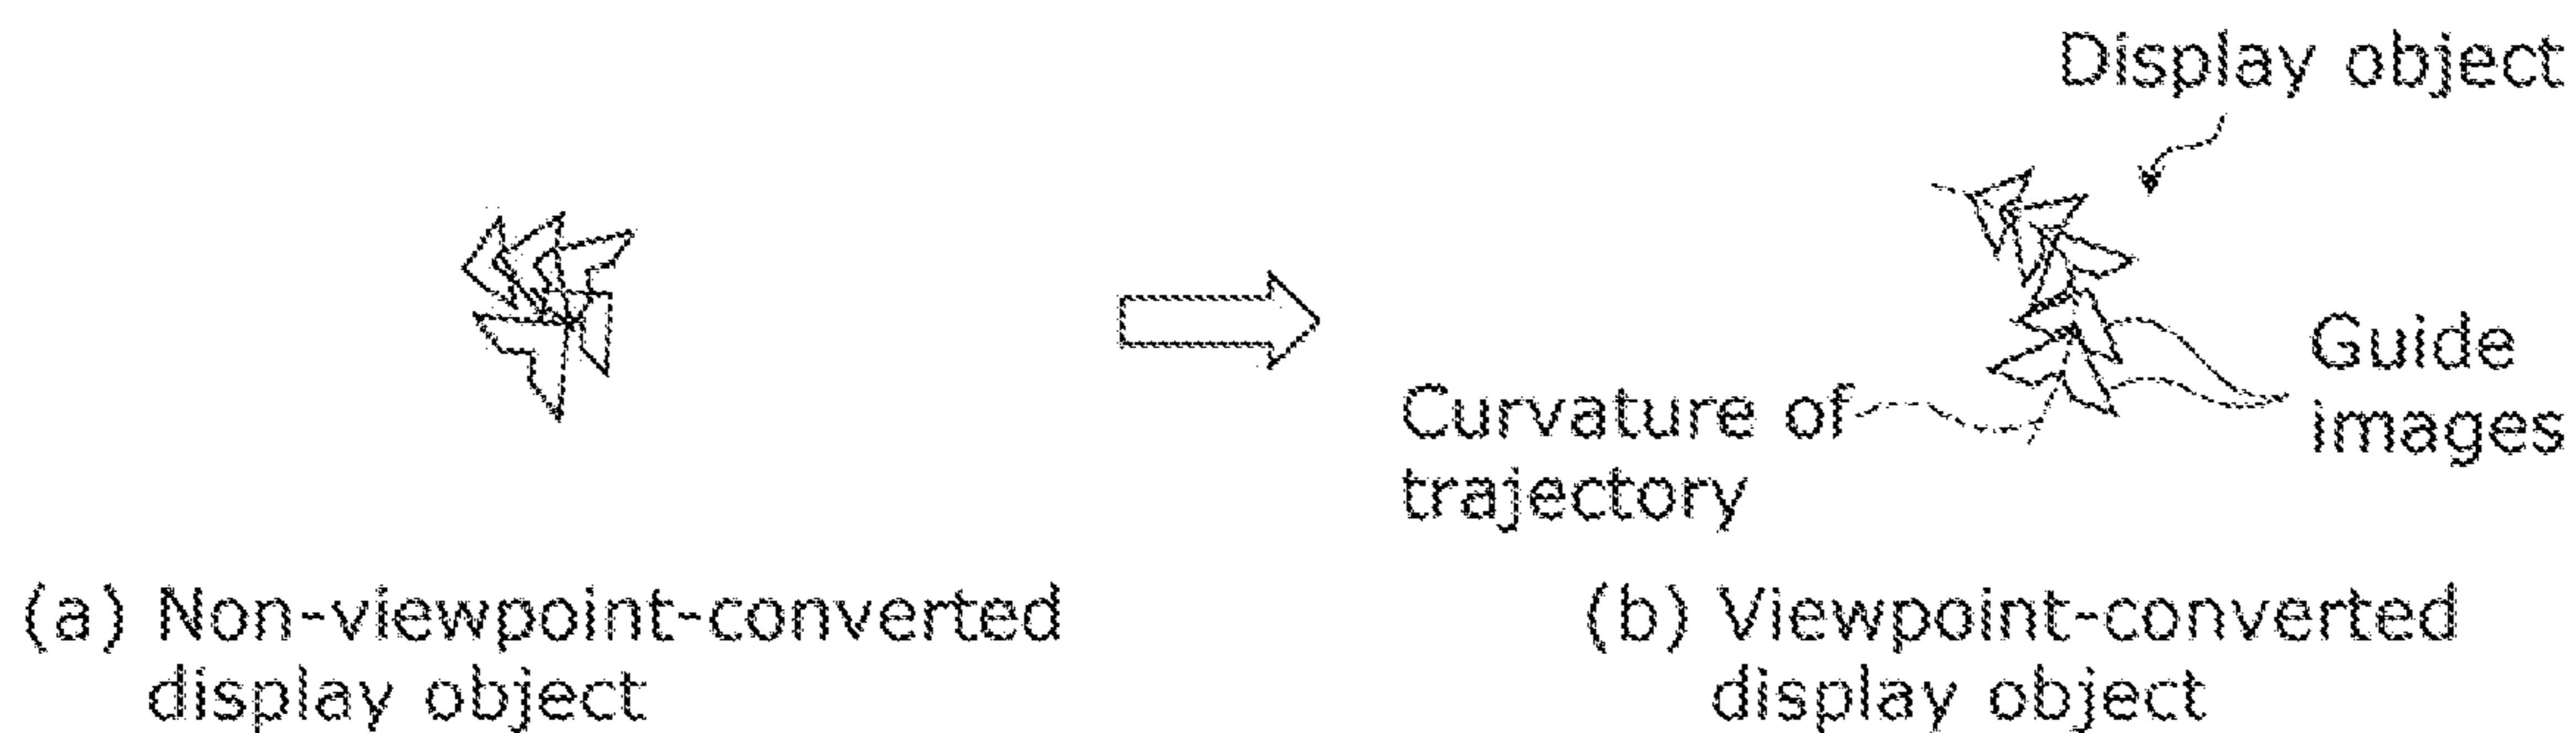 Display object
Guide
images
Curvature of
trajectory
(a) Non-viewpoint-converted
display object
(b) Viewpoint-converted
display object